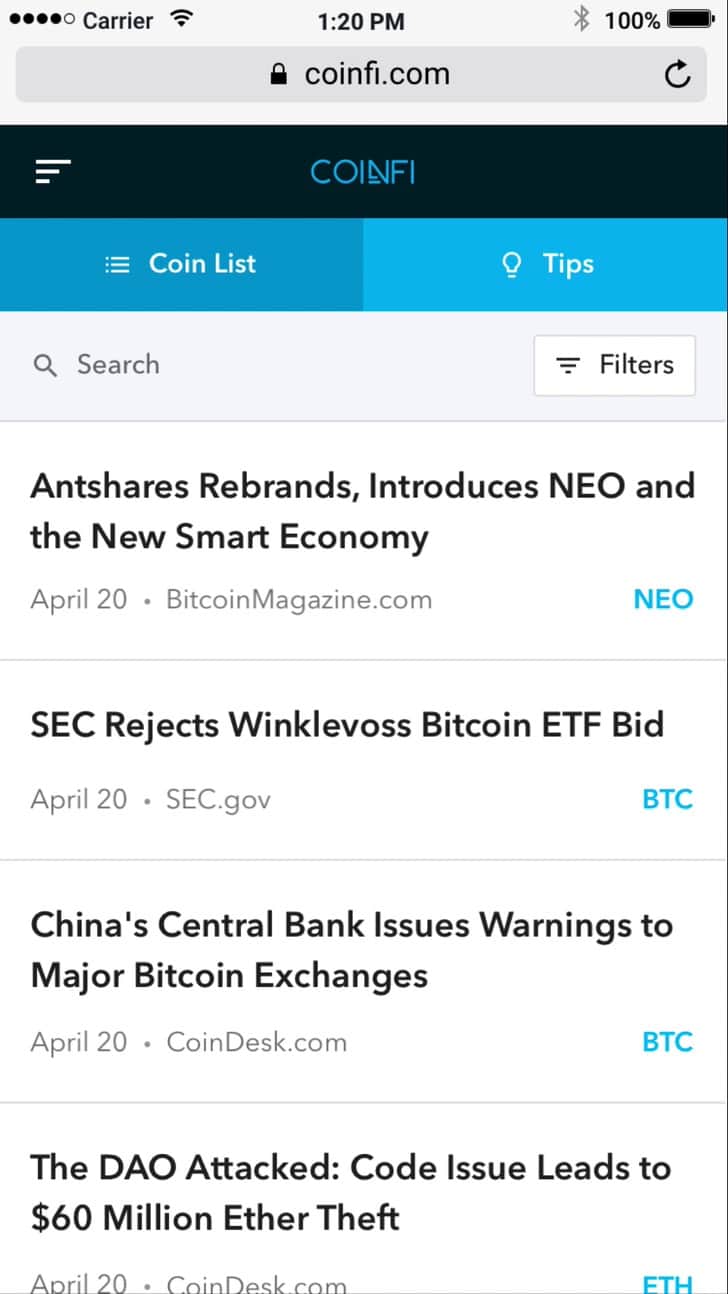 Carrier 1:20 PM 100%
coinfi.com
COINFI
Coin List Tips
Search Filters
Antshares Rebrands, Introduces NEO and
the New Smart Economy
April 20 • BitcoinMagazine.com NEO
SEC Rejects Winklevoss Bitcoin ETF Bid
April 20 • SEC.gov BTC
China's Central Bank Issues Warnings to
Major Bitcoin Exchanges
April 20 • CoinDesk.com BTC
The DAO Attacked: Code Issue Leads to
$60 Million Ether Theft
April 20 • CoinDesk.com ETH